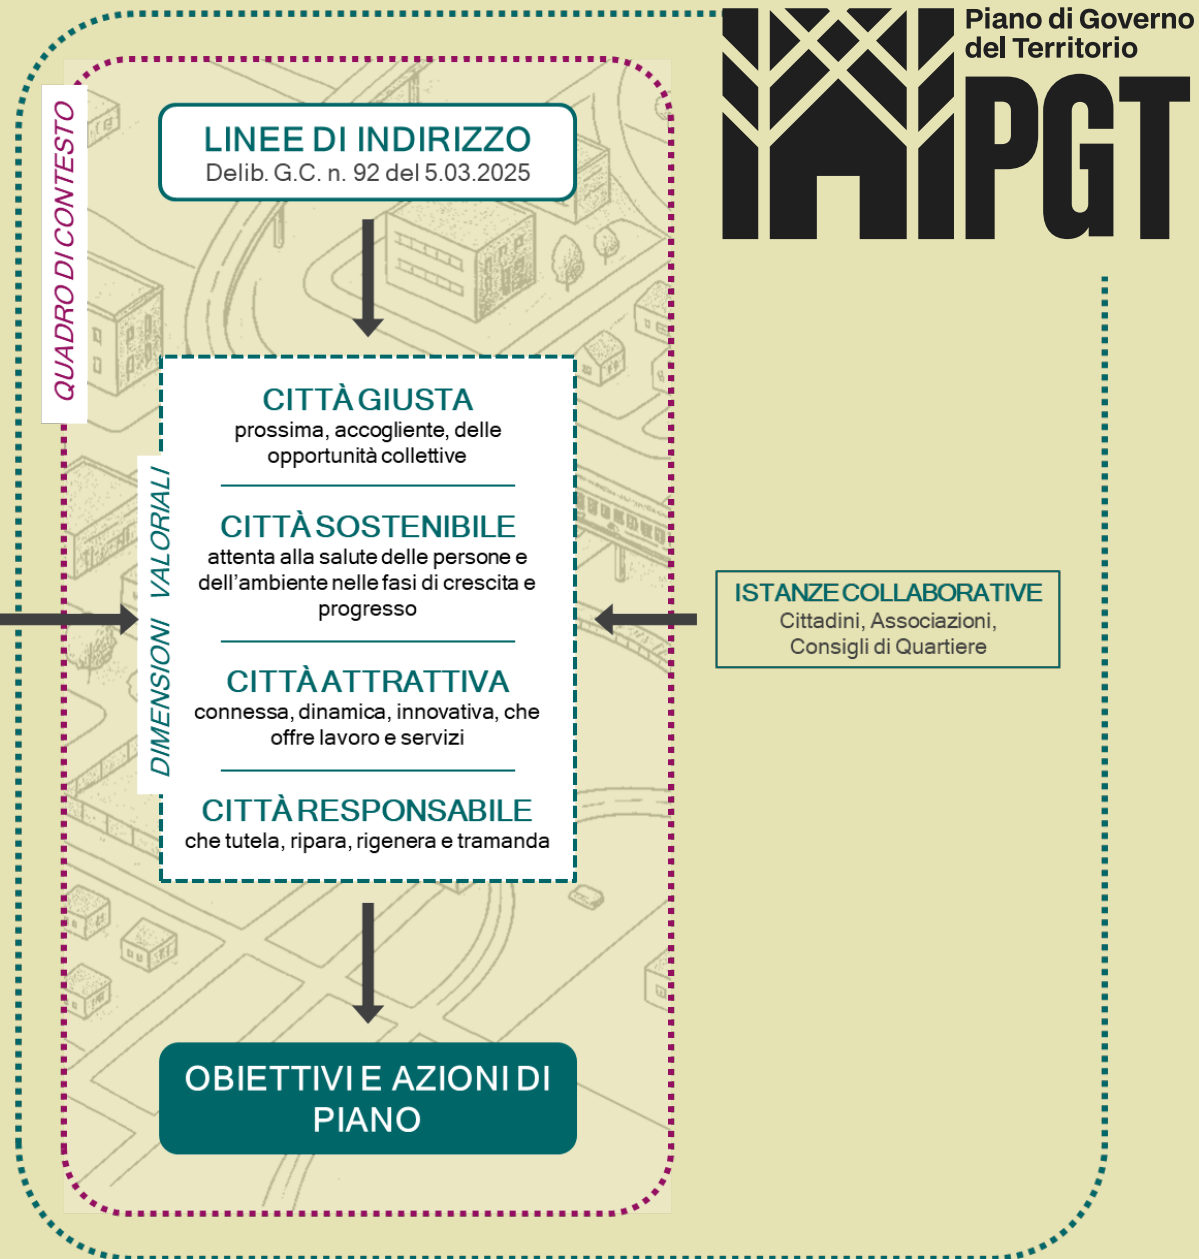 Piano di Governo
del Territorio
PGT
QUADRO DI CONTESTO
LINEE DI INDIRIZZO
Delib. G.C. n. 92 del 5.03.2025
DIMENSIONI VALORIALI
CITTÀ GIUSTA
prossima, accogliente, delle
opportunità collettive
CITTÀ SOSTENIBILE
attenta alla salute delle persone e
dell'ambiente nelle fasi di crescita e
progresso
CITTÀ ATTRATTIVA
connessa, dinamica, innovativa, che
offre lavoro e servizi
CITTÀ RESPONSABILE
che tutela, ripara, rigenera e tramanda
ISTANZE COLLABORATIVE
Cittadini, Associazioni,
Consigli di Quartiere
OBIETTIVI E AZIONI DI
PIANO